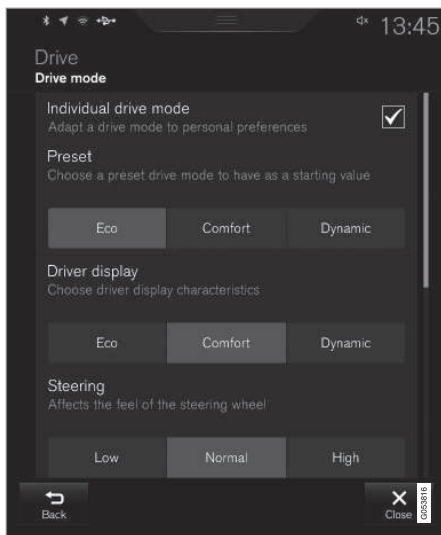 13:45
Drive
Drive mode
Individual drive mode
Adapt a drive mode to personal preferences
Preset
Choose a preset drive mode to have as a starting value
Eco Comfort Dynamic
Driver display
Choose driver display characteristics
Eco Comfort Dynamic
Steering
Affects the feel of the steering wheel
Low Normal High
Back Close
G053816